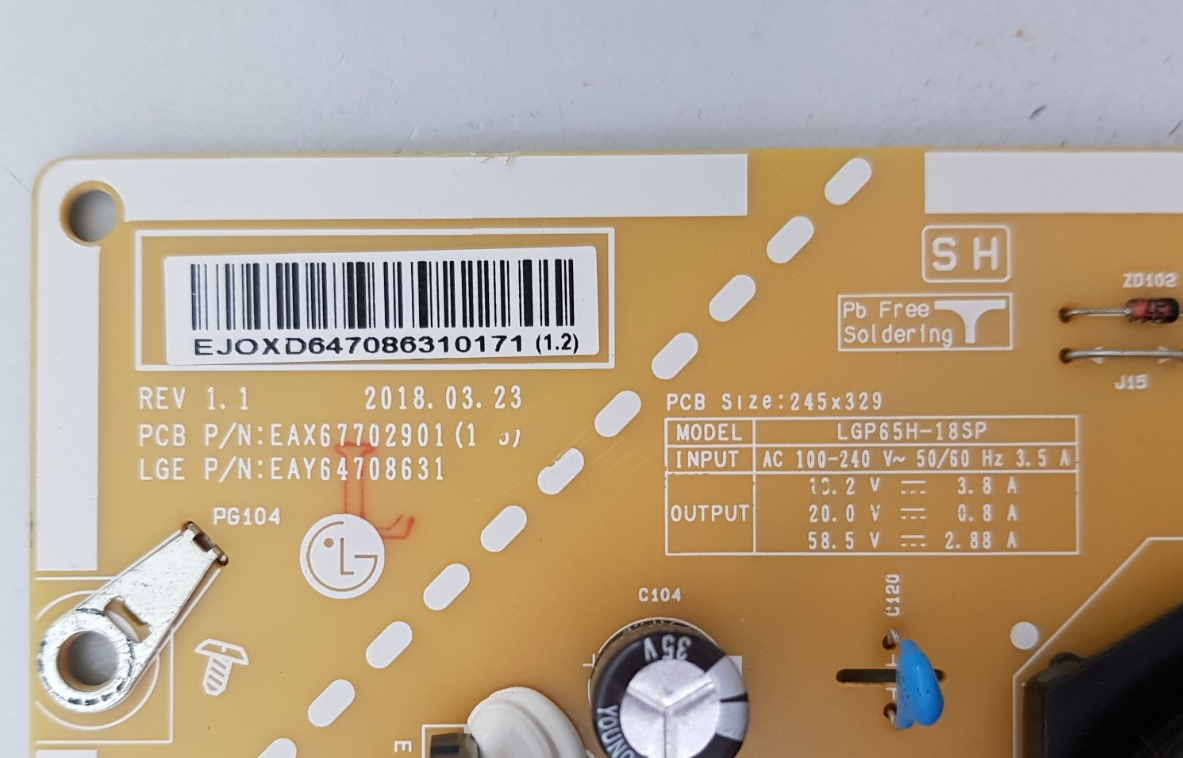 EJOXD647086310171 (1.2)
REV 1.1 2018.03.23
PCB P/N:EAX67702901
LGE P/N:EAY64708631
PG104
LG
SH
Pb Free
Soldering
ZD102
J15
PCB Size:245x329
MODEL LGP65H-18SP
INPUT AC 100-240 V~ 50/60 Hz 3.5 A
OUTPUT
V ⎓ 3.8 A
20.0 V ⎓ 0.8 A
58.5 V ⎓ 2.88 A
C104
C120
35V
E